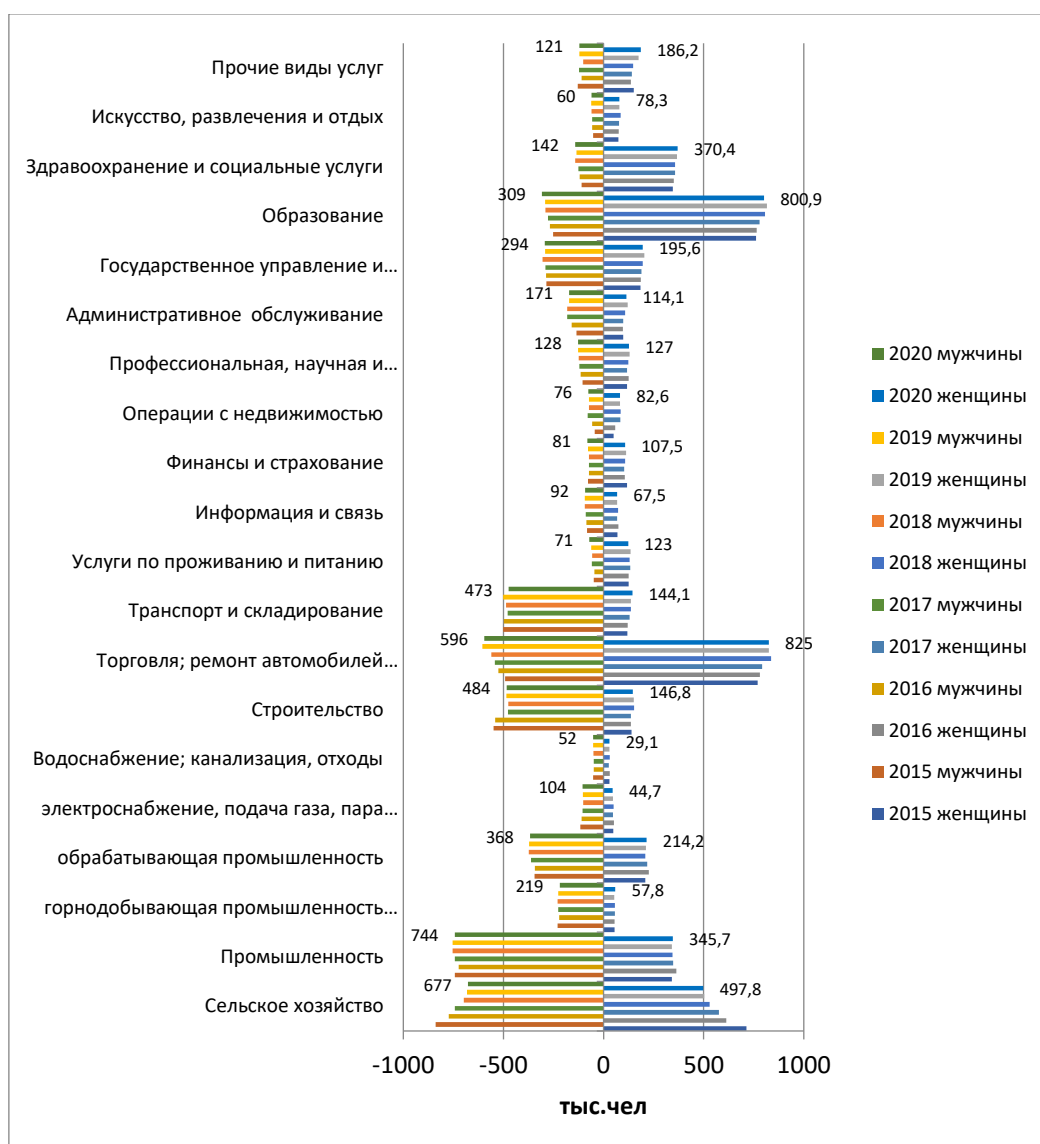 121 186,2
Прочие виды услуг
60 78,3
Искусство, развлечения и отдых
142 370,4
Здравоохранение и социальные услуги
309 800,9
Образование
294 195,6
Государственное управление и...
171 114,1
Административное обслуживание
128 127
Профессиональная, научная и...
76 82,6
Операции с недвижимостью
81 107,5
Финансы и страхование
92 67,5
Информация и связь
71 123
Услуги по проживанию и питанию
473 144,1
Транспорт и складирование
596 825
Торговля; ремонт автомобилей...
484 146,8
Строительство
52 29,1
Водоснабжение; канализация, отходы
104 44,7
электроснабжение, подача газа, пара...
368 214,2
обрабатывающая промышленность
219 57,8
горнодобывающая промышленность...
744 345,7
Промышленность
677 497,8
Сельское хозяйство
-1000 -500 0 500 1000
тыс.чел
2020 мужчины
2020 женщины
2019 мужчины
2019 женщины
2018 мужчины
2018 женщины
2017 мужчины
2017 женщины
2016 мужчины
2016 женщины
2015 мужчины
2015 женщины